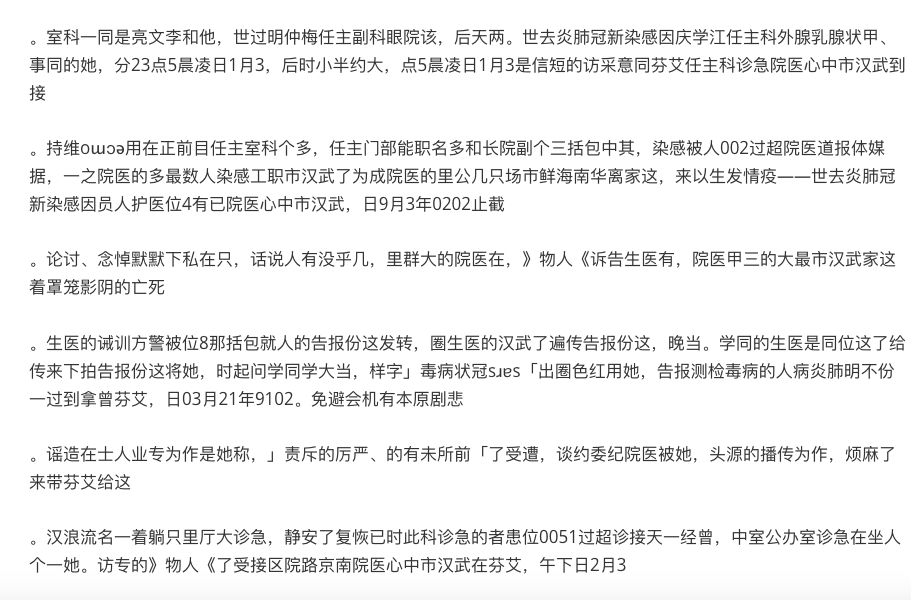 。室科一同是亮文李和他，世过明仲梅任主副科眼院该，后天两。世去炎肺冠新染感因庆学江任主科外腺乳腺状甲、
事同的她，分23点5晨凌日1月3，后时小半约大，点5晨凌日1月3是信短的访采意同芬艾任主科诊急院医心中市汉武到
接
。持维oɯɔǝ用在正前目任主室科个多，任主门部能职名多和长院副个三括包中其，染感被人002过超院医道报体媒
据，一之院医的多最数人染感工职市汉武了为成院医的里公几只场市鲜海南华离家这，来以生发情疫——世去炎肺冠
新染感因员人护医位4有已院医心中市汉武，日9月3年0202止截
。论讨、念悼默默下私在只，话说人有没乎几，里群大的院医在，》物人《诉告生医有，院医甲三的大最市汉武家这
着罩笼影阴的亡死
。生医的诫训方警被位8那括包就人的告报份这发转，圈生医的汉武了遍传告报份这，晚当。学同的生医是同位这了给
传来下拍告报份这将她，时起问学同学大当，样字」毒病状冠sɹɐs「出圈色红用她，告报测检毒病的人病炎肺明不份
一过到拿曾芬艾，日03月21年9102。免避会机有本原剧悲
。谣造在士人业专为作是她称，」责斥的厉严、的有未所前「了受遭，谈约委纪院医被她，头源的播传为作，烦麻了
来带芬艾给这
。汉浪流名一着躺只里厅大诊急，静安了复恢已时此科诊急的者患位0051过超诊接天一经曾，中室公办室诊急在坐人
个一她。访专的》物人《了受接区院路京南院医心中市汉武在芬艾，午下日2月3